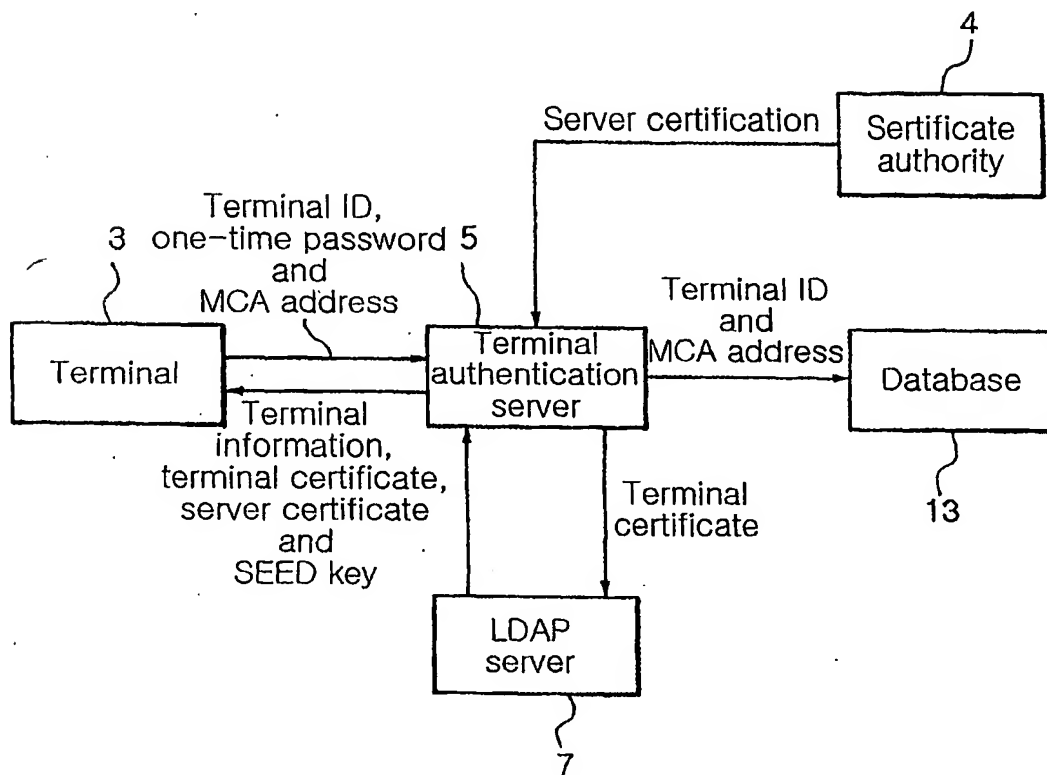 4
Server certification
Sertificate
authority
Terminal ID,
3 one-time password 5
and
MCA address
Terminal ID
and
MCA address
Terminal
Terminal
authentication
server
Database
Terminal
information,
terminal certificate,
server certificate
and
SEED key
Terminal
certificate
13
LDAP
server
7